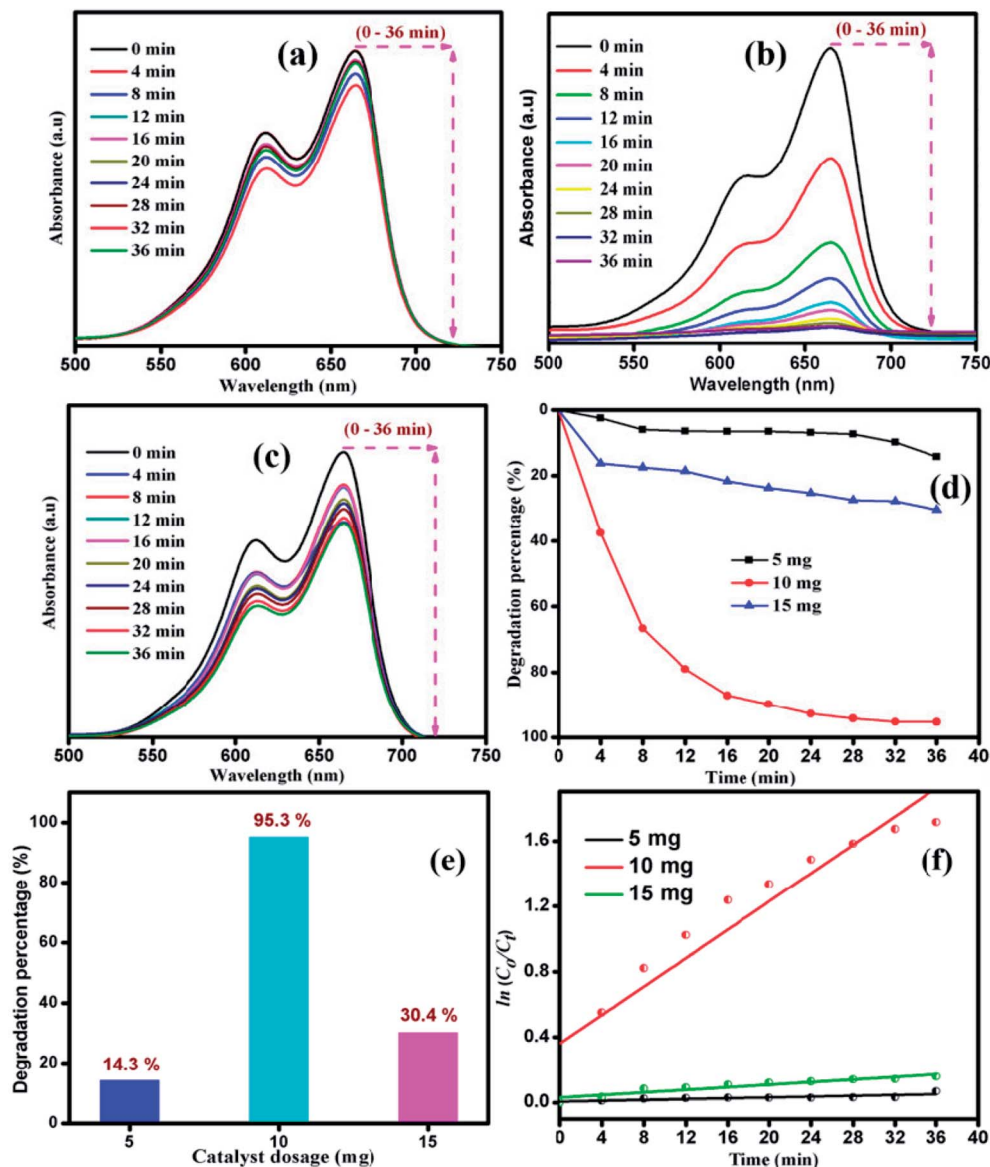 (a)
(0 - 36 min)
0 min
4 min
8 min
12 min
16 min
20 min
24 min
28 min
32 min
36 min
Absorbance (a.u)
500 550 600 650 700 750
Wavelength (nm)
(b)
(0 - 36 min)
0 min
4 min
8 min
12 min
16 min
20 min
24 min
28 min
32 min
36 min
Absorbance (a.u)
500 550 600 650 700 750
Wavelength (nm)
(c)
(0 - 36 min)
0 min
4 min
8 min
12 min
16 min
20 min
24 min
28 min
32 min
36 min
Absorbance (a.u)
500 550 600 650 700 750
Wavelength (nm)
(d)
0
20
40
60
80
100
Degradation percentage (%)
5 mg
10 mg
15 mg
0 4 8 12 16 20 24 28 32 36 40
Time (min)
(e)
100
80
60
40
20
0
Degradation percentage (%)
14.3 %
95.3 %
30.4 %
5 10 15
Catalyst dosage (mg)
(f)
1.6
1.2
0.8
0.4
0.0
ln (Co/Ct)
5 mg
10 mg
15 mg
0 4 8 12 16 20 24 28 32 36 40
Time (min)